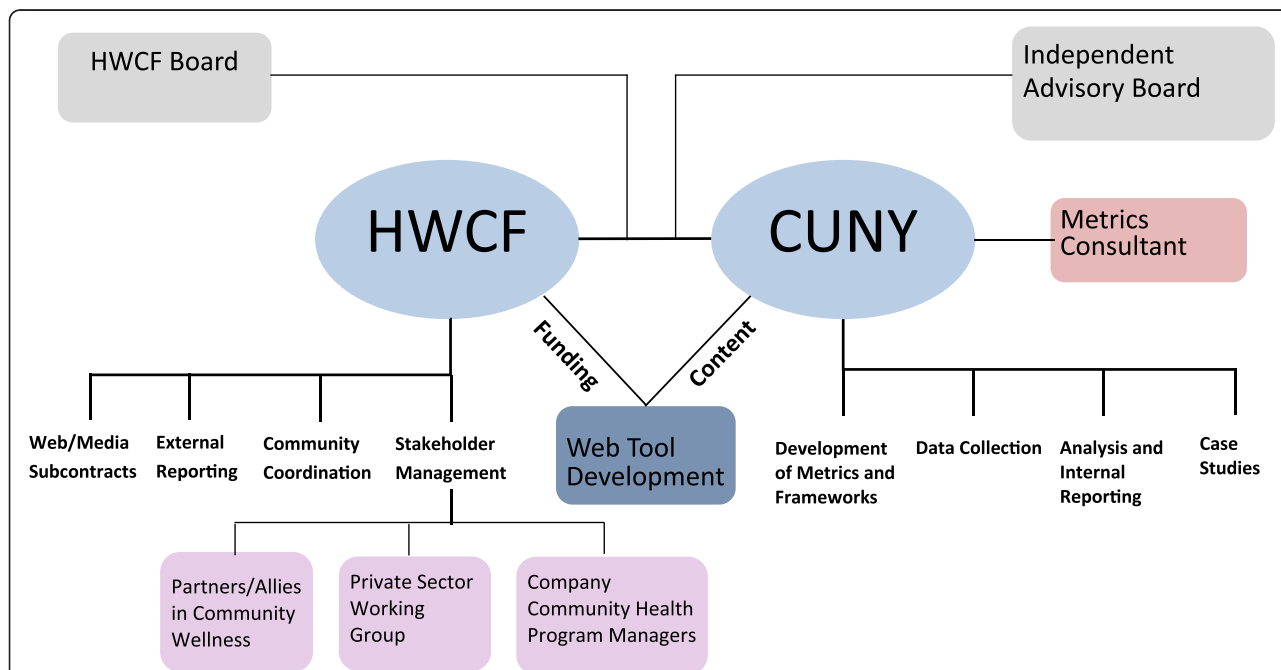 HWCF Board
Independent
Advisory Board
HWCF
CUNY
Metrics
Consultant
Funding
Content
Web/Media
Subcontracts
External
Reporting
Community
Coordination
Stakeholder
Management
Web Tool
Development
Development
of Metrics and
Frameworks
Data Collection
Analysis and
Internal
Reporting
Case
Studies
Partners/Allies
in Community
Wellness
Private Sector
Working
Group
Company
Community Health
Program Managers